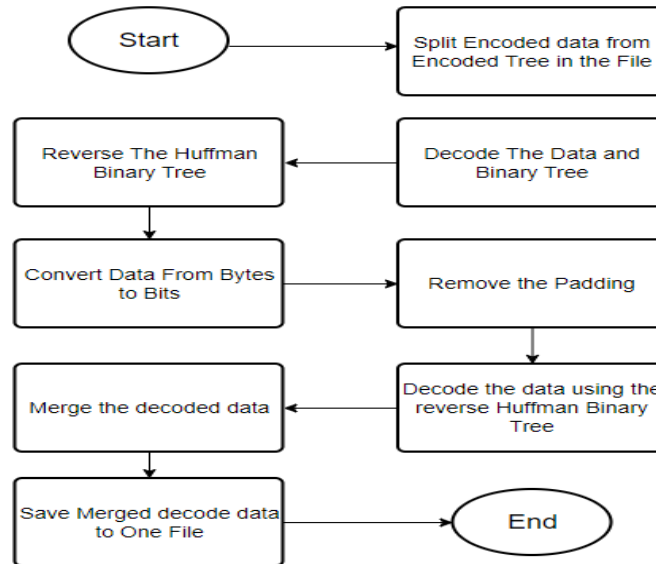 Start
Split Encoded data from
Encoded Tree in the File
Decode The Data and
Binary Tree
Reverse The Huffman
Binary Tree
Convert Data From Bytes
to Bits
Remove the Padding
Decode the data using the
reverse Huffman Binary
Tree
Merge the decoded data
Save Merged decode data
to One File
End